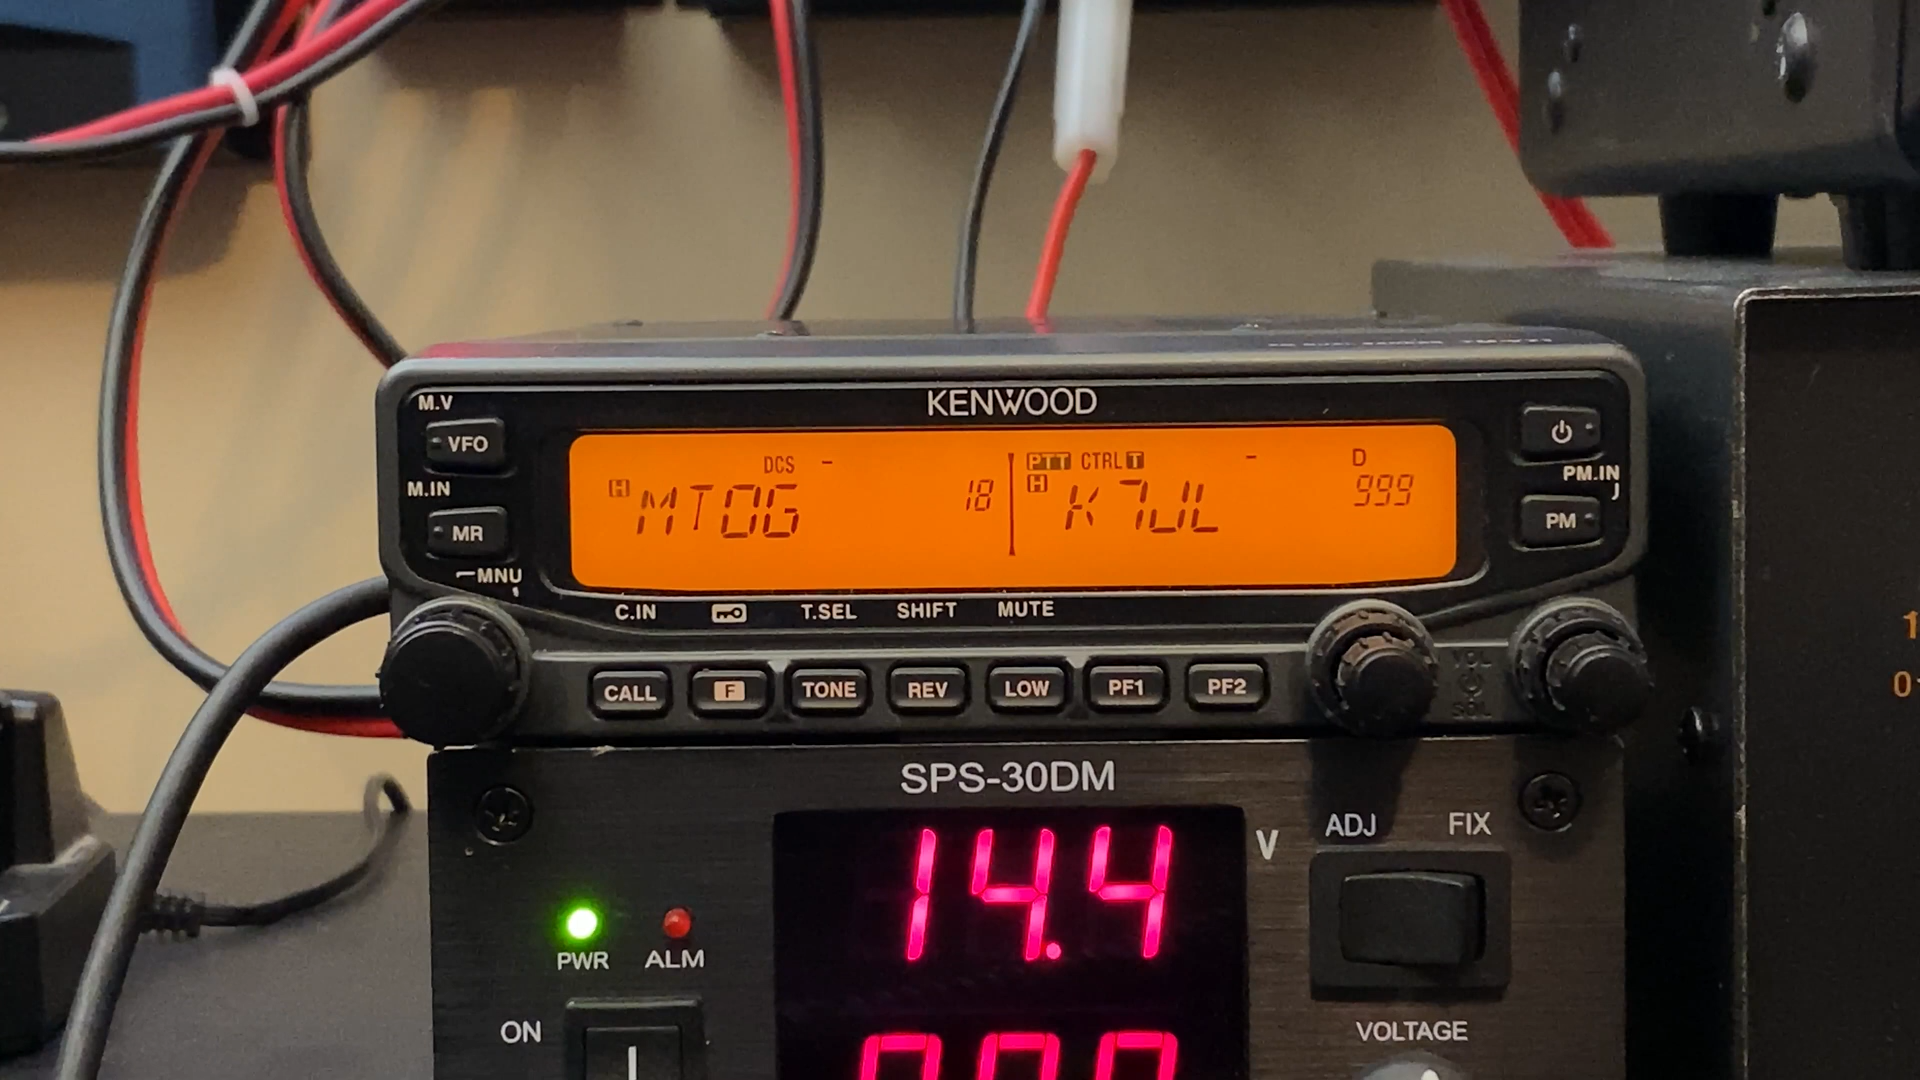 KENWOOD
M.V
VFO
M.IN
MR
MNU
DCS -
H MTOG 18
PTT CTRL T - D
H K7JL 999
PM.IN
PM
C.IN T.SEL SHIFT MUTE
CALL F TONE REV LOW PF1 PF2
VOL
SQL
SPS-30DM
14.4 V
ADJ FIX
PWR ALM
ON
VOLTAGE